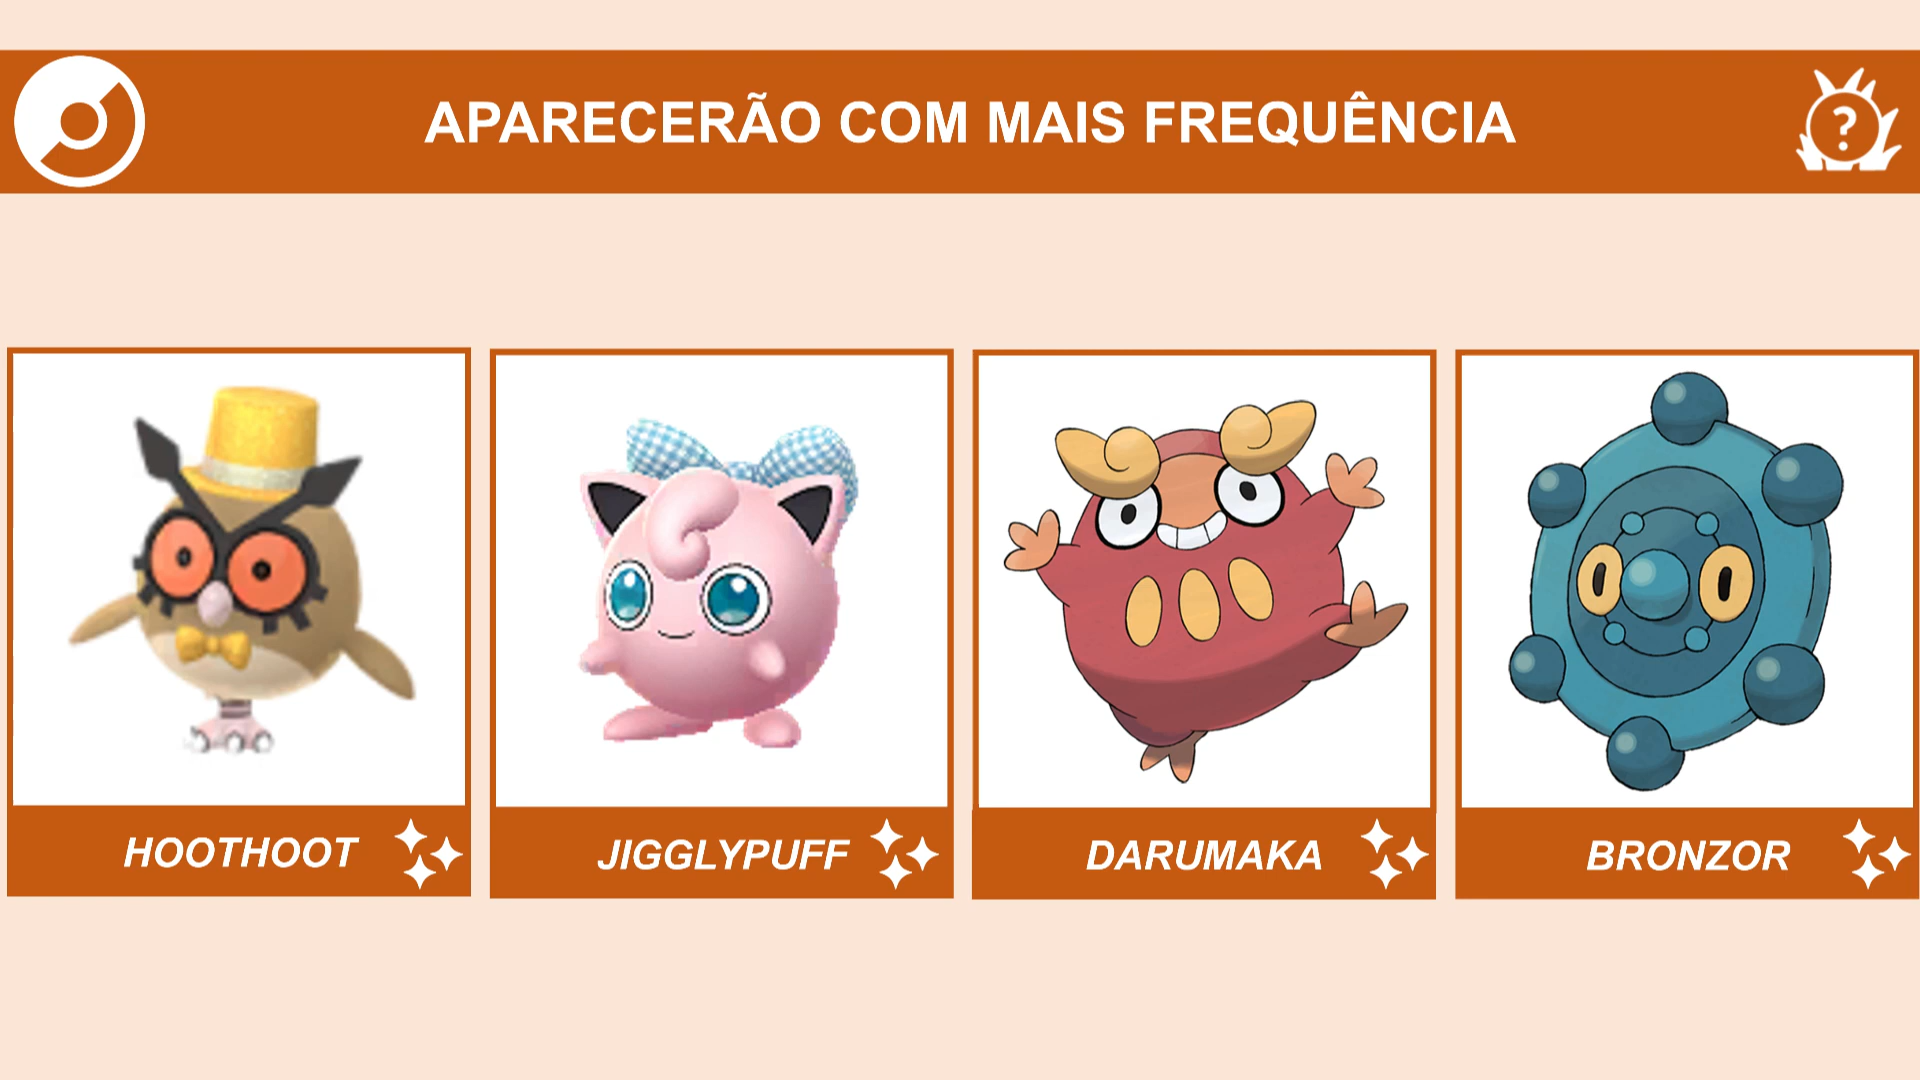 APARECERÃO COM MAIS FREQUÊNCIA
?
HOOTHOOT
JIGGLYPUFF
DARUMAKA
BRONZOR